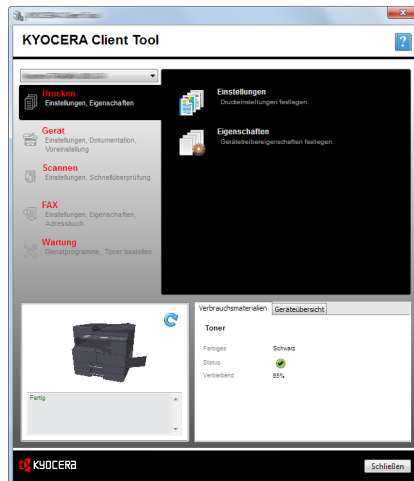 KYOCERA Client Tool
?
Drucken
Einstellungen, Eigenschaften
Gerät
Einstellungen, Dokumentation,
Voreinstellung
Scannen
Einstellungen, Schnellüberprüfung
FAX
Einstellungen, Eigenschaften,
Adressbuch
Wartung
Dienstprogramme, Toner bestellen
Einstellungen
Druckeinstellungen festlegen.
Eigenschaften
Gerätetreibereigenschaften festlegen.
Fertig
Verbrauchsmaterialien Geräteübersicht
Toner
Farbiges Schwarz
Status
Verbleibend 65%
KYOCERA
Schließen